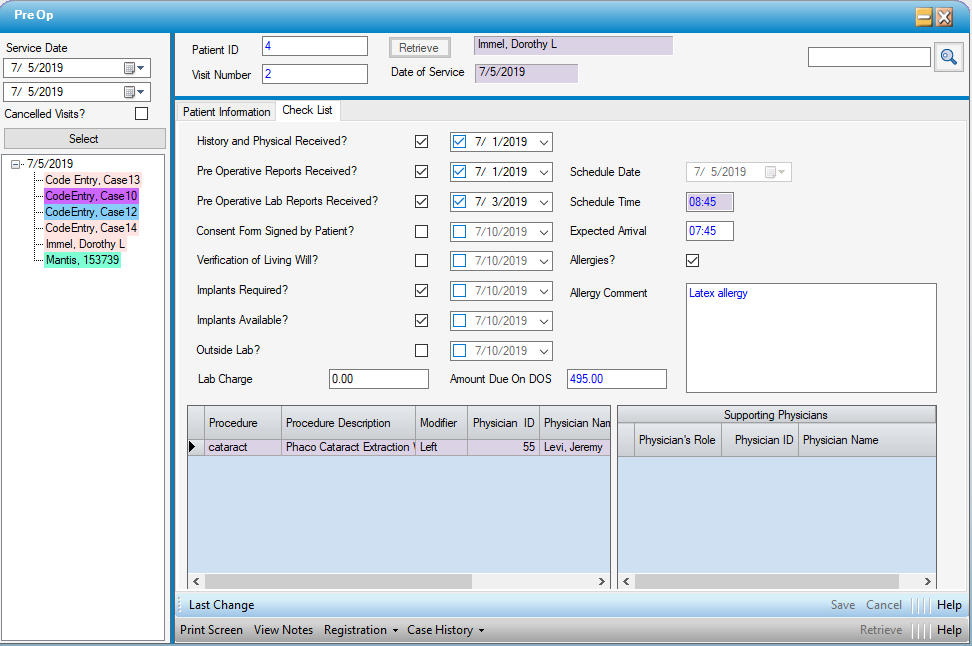 Pre Op
Service Date
7/ 5/2019
7/ 5/2019
Cancelled Visits?
Select
7/5/2019
Code Entry, Case13
CodeEntry, Case10
CodeEntry, Case12
CodeEntry, Case14
Immel, Dorothy L
Mantis, 153739
Patient ID 4 Retrieve Immel, Dorothy L
Visit Number 2 Date of Service 7/5/2019
Patient Information Check List
History and Physical Received? 7/ 1/2019
Pre Operative Reports Received? 7/ 1/2019 Schedule Date 7/ 5/2019
Pre Operative Lab Reports Received? 7/ 3/2019 Schedule Time 08:45
Consent Form Signed by Patient? 7/10/2019 Expected Arrival 07:45
Verification of Living Will? 7/10/2019 Allergies?
Implants Required? 7/10/2019 Allergy Comment Latex allergy
Implants Available? 7/10/2019
Outside Lab? 7/10/2019
Lab Charge 0.00 Amount Due On DOS 495.00
Procedure Procedure Description Modifier Physician ID Physician Nam
cataract Phaco Cataract Extraction Left 55 Levi, Jeremy
Supporting Physicians
Physician's Role Physician ID Physician Name
Last Change Save Cancel Help
Print Screen View Notes Registration Case History Retrieve Help